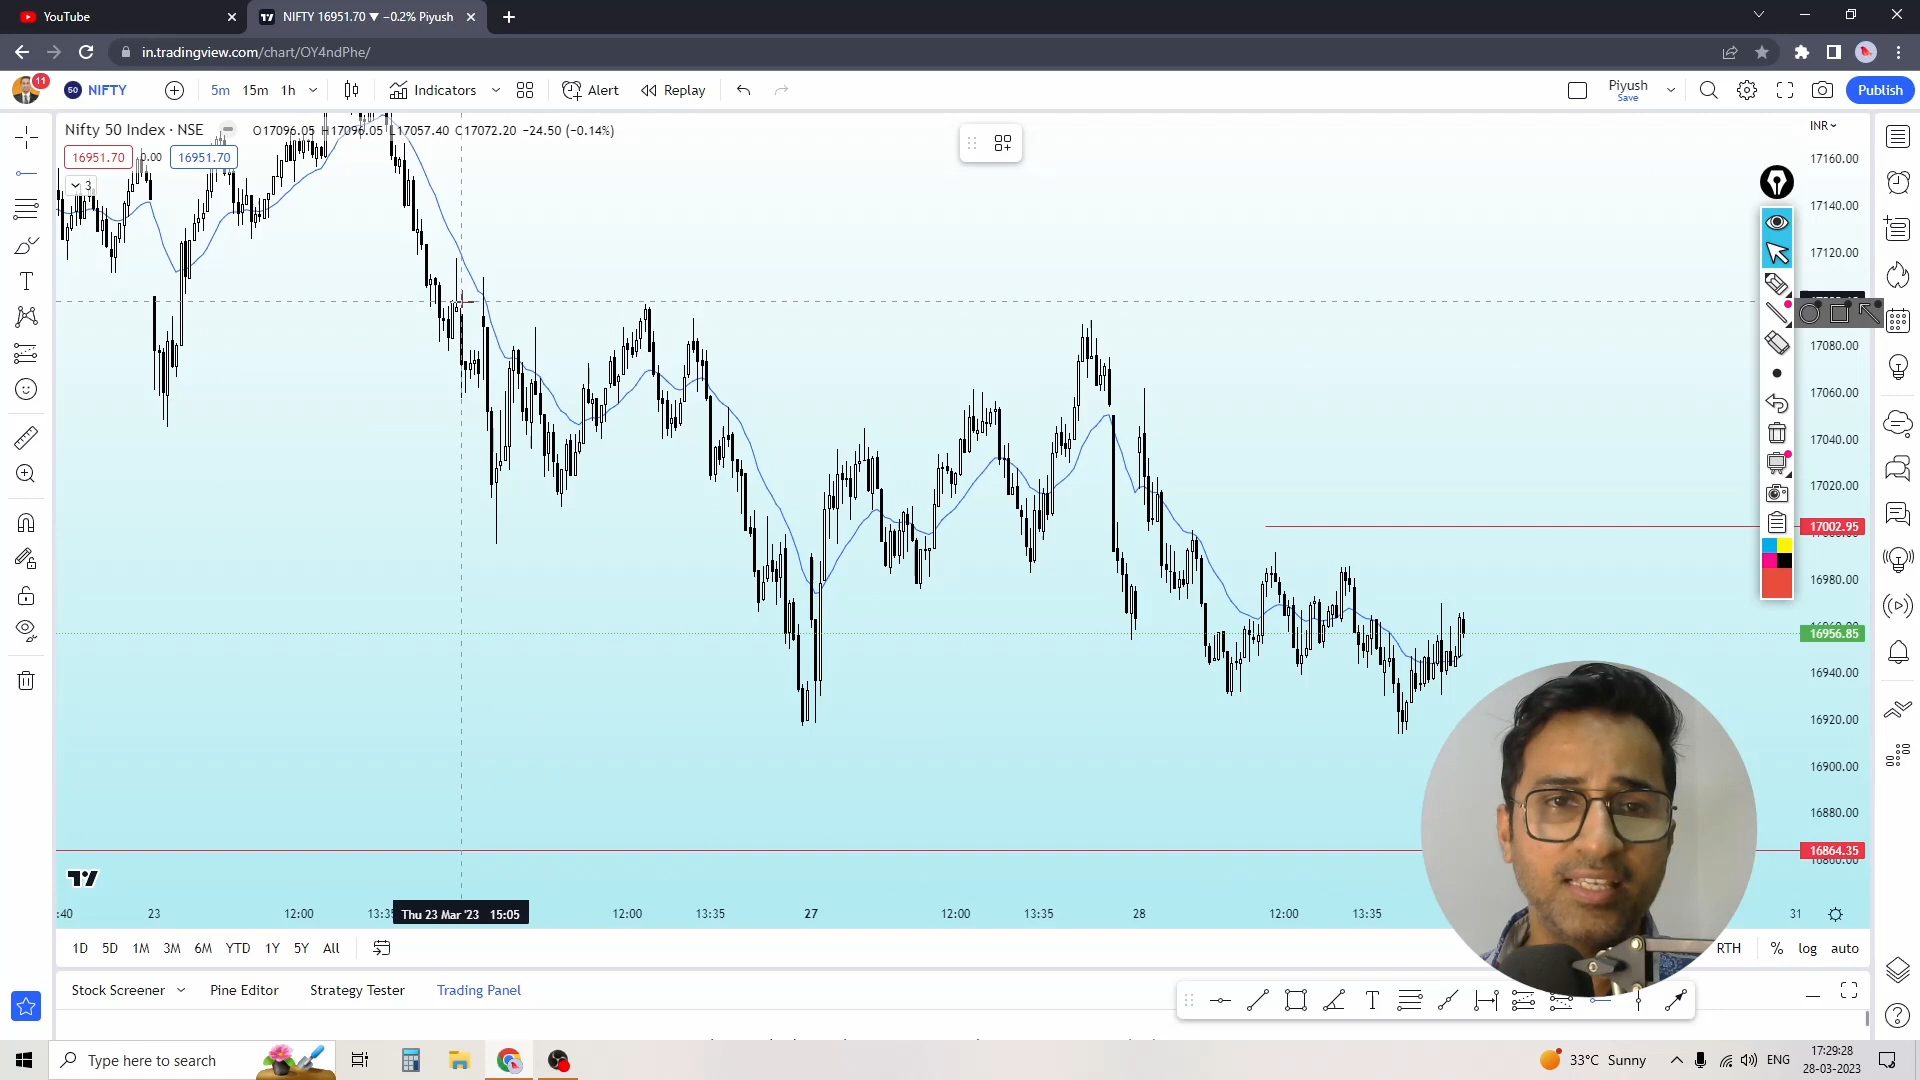 YouTube
NIFTY 16951.70 ▼ −0.2% Piyush
in.tradingview.com/chart/OY4ndPhe/
11
50
NIFTY
5m
15m
1h
Indicators
Alert
Replay
Piyush
Save
Publish
Nifty 50 Index · NSE
O17096.05 H17096.05 L17057.40 C17072.20 −24.50 (−0.14%)
16951.70
0.00
16951.70
3
INR
17160.00
17140.00
17120.00
17080.00
17060.00
17040.00
17020.00
17002.95
16980.00
16956.85
16940.00
16920.00
16900.00
16880.00
16864.35
:40
23
12:00
13:35
Thu 23 Mar '23 15:05
12:00
13:35
27
12:00
13:35
28
12:00
13:35
31
1D
5D
1M
3M
6M
YTD
1Y
5Y
All
RTH
%
log
auto
Stock Screener
Pine Editor
Strategy Tester
Trading Panel
Type here to search
33°C Sunny
ENG
17:29:28
28-03-2023